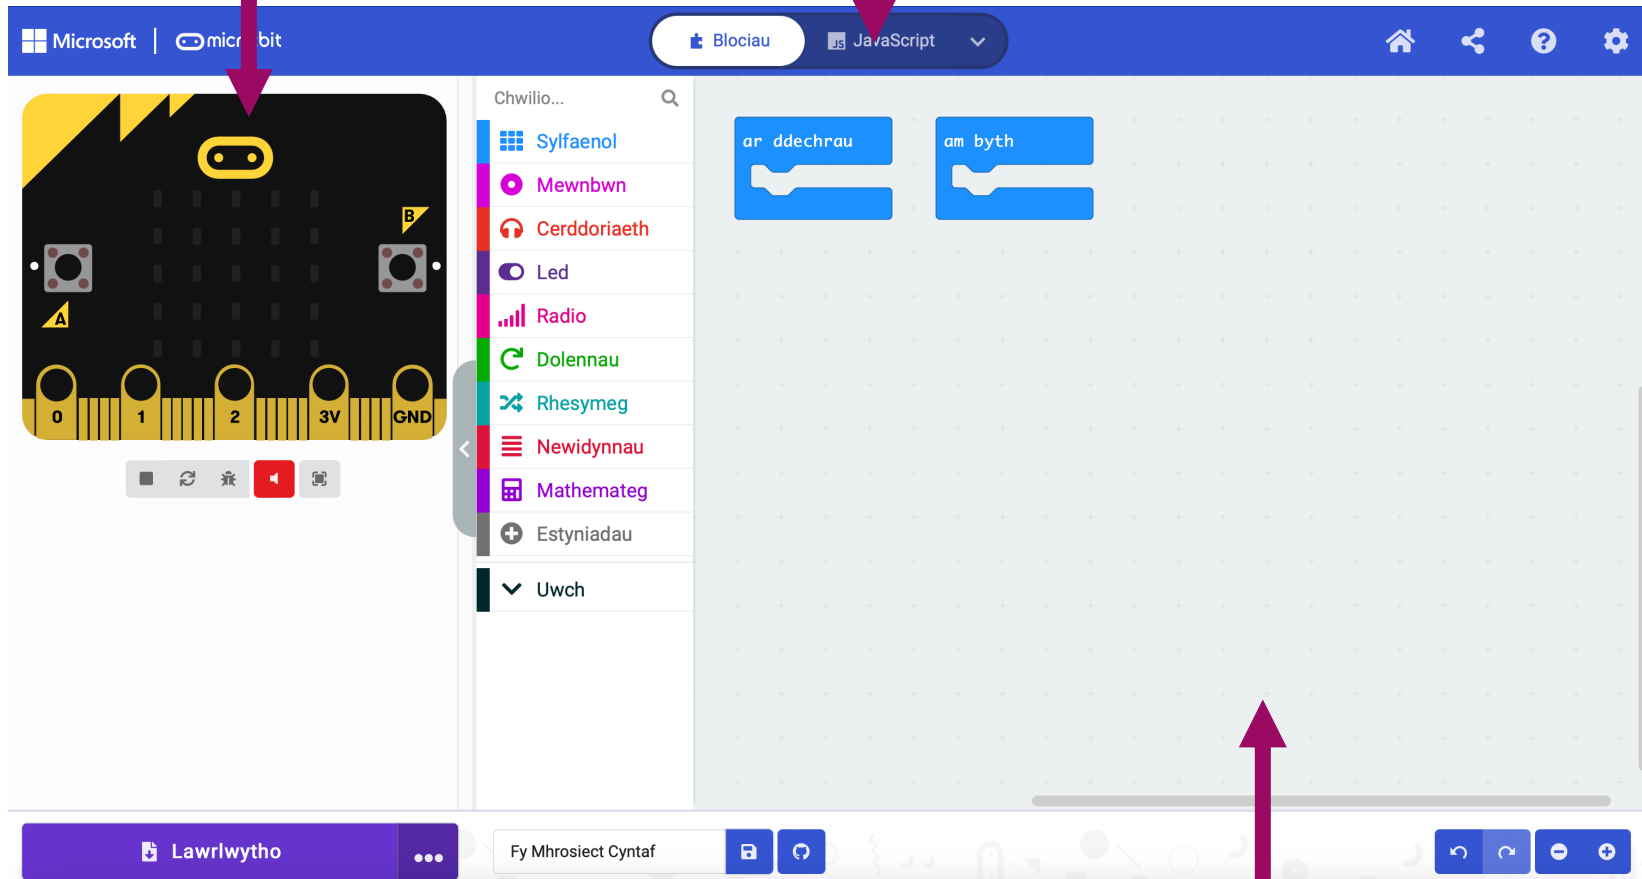 Microsoft
micro:bit
Blociau
JS JavaScript
Chwilio...
Sylfaenol
Mewnbwn
Cerddoriaeth
Led
Radio
Dolennau
Rhesymeg
Newidynnau
Mathemateg
Estyniadau
Uwch
ar ddechrau
am byth
B
A
0 1 2 3V GND
Lawrlwytho
Fy Mhrosiect Cyntaf